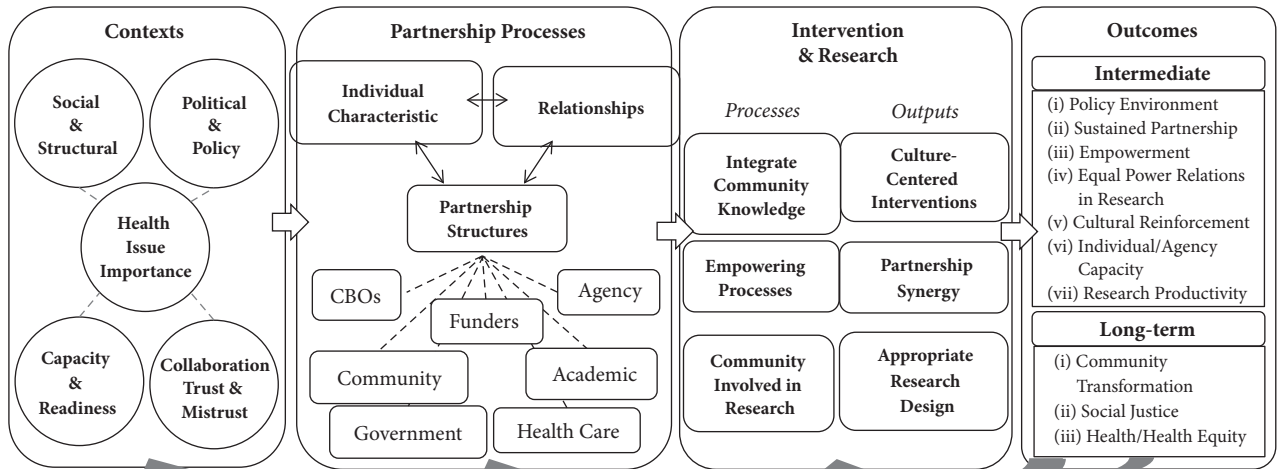 Contexts
Social
&
Structural
Political
&
Policy
Health
Issue
Importance
Capacity
&
Readiness
Collaboration
Trust &
Mistrust
Partnership Processes
Individual
Characteristic
Relationships
Partnership
Structures
CBOs
Agency
Funders
Community
Academic
Government
Health Care
Intervention
& Research
Processes
Outputs
Integrate
Community
Knowledge
Culture-
Centered
Interventions
Empowering
Processes
Partnership
Synergy
Community
Involved in
Research
Appropriate
Research
Design
Outcomes
Intermediate
(i) Policy Environment
(ii) Sustained Partnership
(iii) Empowerment
(iv) Equal Power Relations
in Research
(v) Cultural Reinforcement
(vi) Individual/Agency
Capacity
(vii) Research Productivity
Long-term
(i) Community
Transformation
(ii) Social Justice
(iii) Health/Health Equity